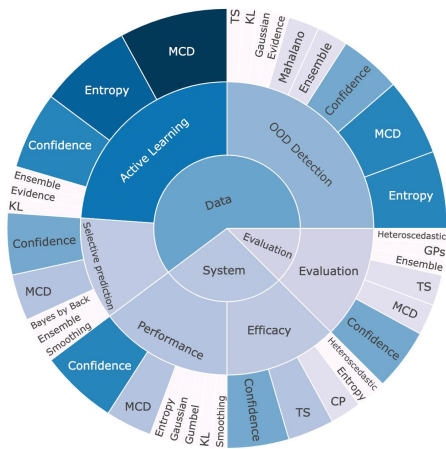 Data
Evaluation
System
OOD Detection
Evaluation
Efficacy
Performance
Selective prediction
Active Learning
TS
KL
Gaussian
Evidence
Mahalano
Ensemble
Confidence
MCD
Entropy
Heteroscedastic
GPs
Ensemble
TS
MCD
Confidence
Heteroscedastic
Entropy
CP
TS
Confidence
Smoothing
KL
Gumbel
Gaussian
Entropy
MCD
Confidence
Smoothing
Ensemble
Bayes by Back
MCD
Confidence
KL
Evidence
Ensemble
Confidence
Entropy
MCD